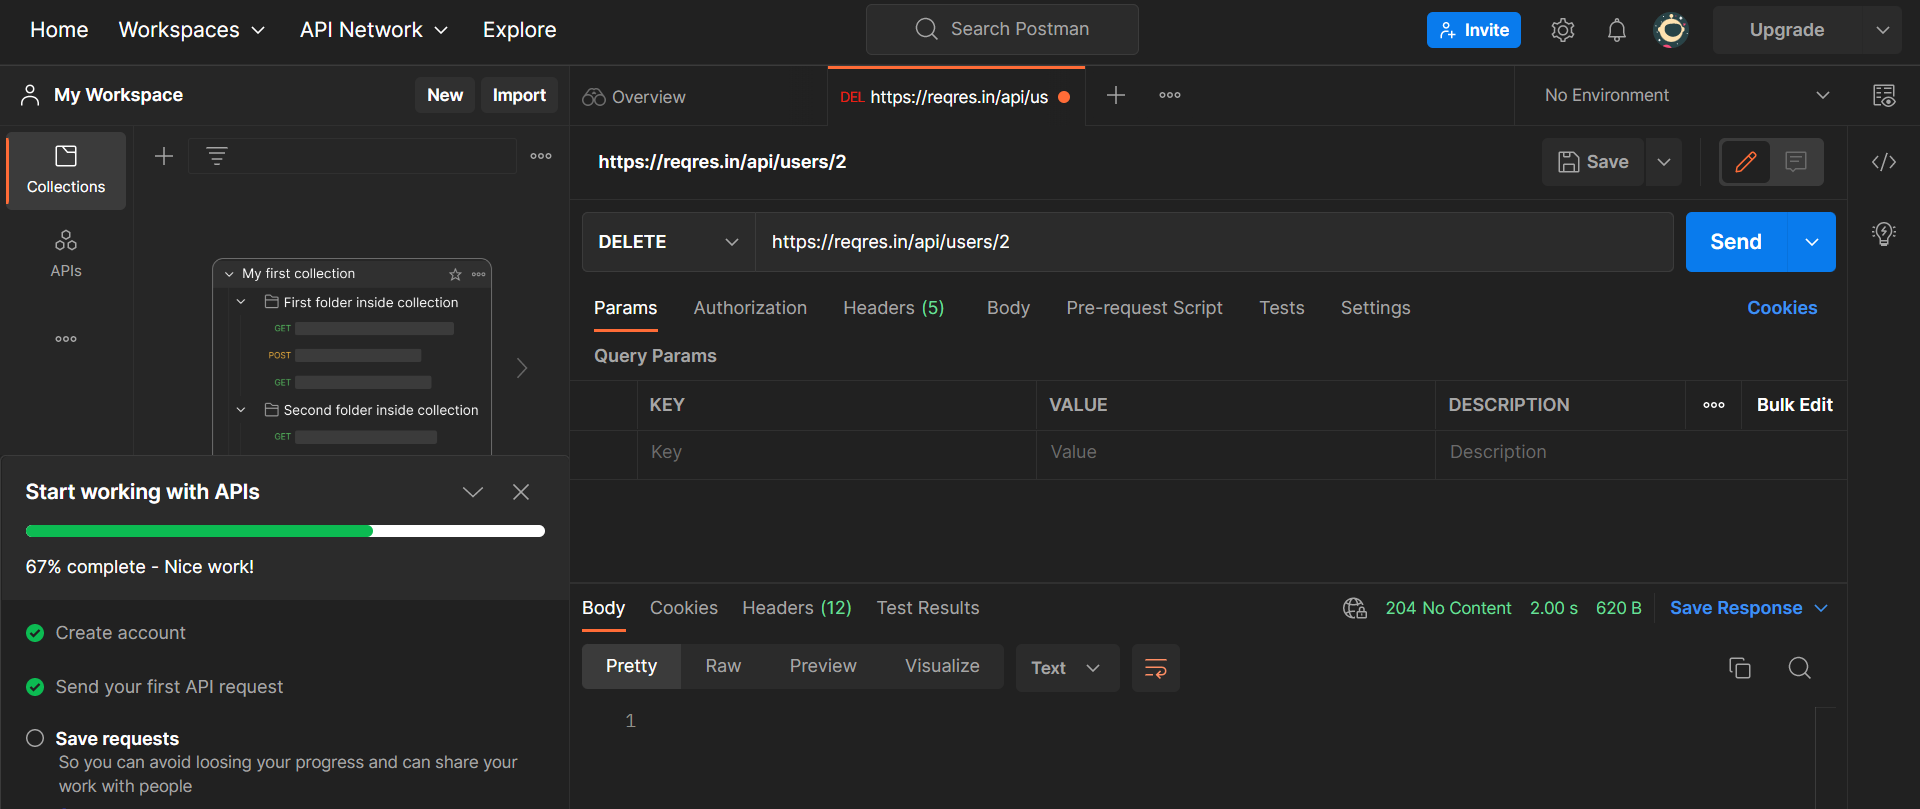 Home Workspaces API Network Explore Search Postman Invite Upgrade
My Workspace New Import
Overview DEL https://reqres.in/api/us No Environment
Collections
APIs
My first collection
First folder inside collection
GET
POST
GET
Second folder inside collection
GET
Start working with APIs
67% complete - Nice work!
Create account
Send your first API request
Save requests
So you can avoid loosing your progress and can share your
work with people
https://reqres.in/api/users/2 Save
DELETE https://reqres.in/api/users/2 Send
Params Authorization Headers (5) Body Pre-request Script Tests Settings Cookies
Query Params
KEY VALUE DESCRIPTION Bulk Edit
Key Value Description
Body Cookies Headers (12) Test Results 204 No Content 2.00 s 620 B Save Response
Pretty Raw Preview Visualize Text
1